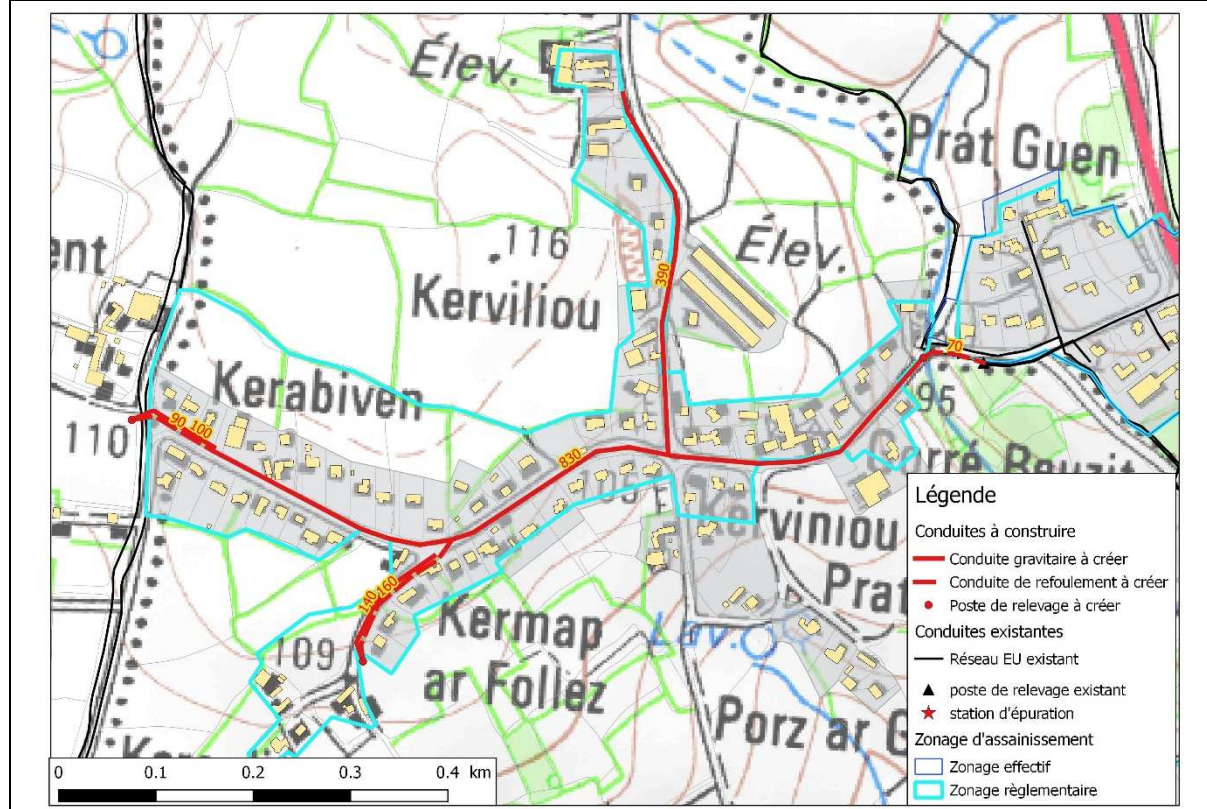 Élev.
Prat Guen
116
Élev.
Kerviliou
390
ent
70
Kerabiven
95
110
90 100
830
Kerviniou
140 160
Kermap
ar Follez
109
Lav.
Prat
Porz ar G
0 0.1 0.2 0.3 0.4 km
Légende
Conduites à construire
Conduite gravitaire à créer
Conduite de refoulement à créer
Poste de relevage à créer
Conduites existantes
Réseau EU existant
poste de relevage existant
station d'épuration
Zonage d'assainissement
Zonage effectif
Zonage règlementaire